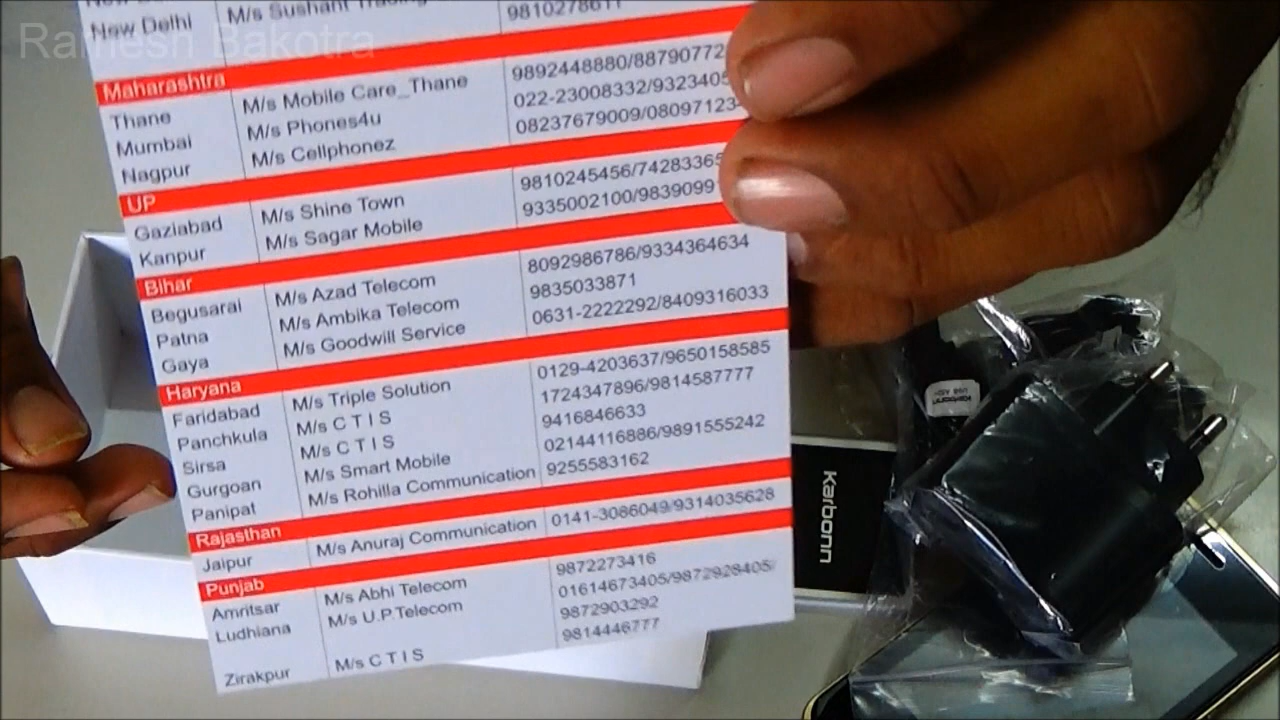 Ramesh Bakotra
New Delhi M/s Sushant Trading 9810278611
Maharashtra
Thane M/s Mobile Care_Thane 9892448880/88790772
Mumbai M/s Phones4u 022-23008332/9323405
Nagpur M/s Cellphonez 08237679009/080971234
UP
Gaziabad M/s Shine Town 9810245456/74283365
Kanpur M/s Sagar Mobile 9335002100/9839099
Bihar
Begusarai M/s Azad Telecom 8092986786/9334364634
Patna M/s Ambika Telecom 9835033871
Gaya M/s Goodwill Service 0631-2222292/8409316033
Haryana
Faridabad M/s Triple Solution 0129-4203637/9650158585
Panchkula M/s C T I S 1724347896/9814587777
Sirsa M/s C T I S 9416846633
Gurgoan M/s Smart Mobile 02144116886/9891555242
Panipat M/s Rohilla Communication 9255583162
Rajasthan
Jaipur M/s Anuraj Communication 0141-3086049/9314035628
Punjab
Amritsar M/s Abhi Telecom 9872273416
Ludhiana M/s U.P.Telecom 01614673405/9872928405/
9872903292
Zirakpur M/s C T I S 9814446777
Karbonn
karbonn